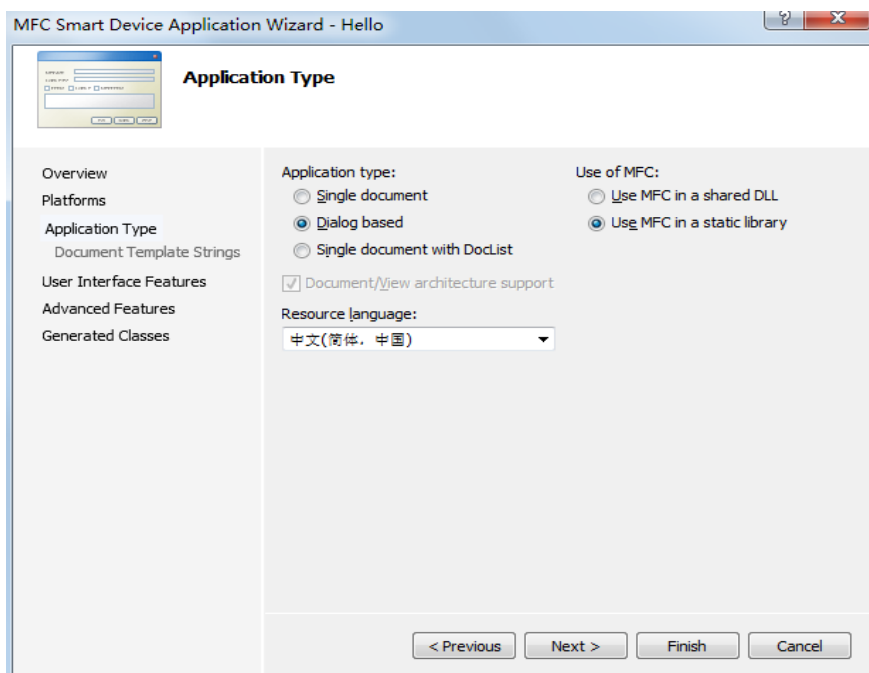 MFC Smart Device Application Wizard - Hello
Application Type
Overview
Platforms
Application Type
Document Template Strings
User Interface Features
Advanced Features
Generated Classes
Application type:
Single document
Dialog based
Single document with DocList
Document/View architecture support
Resource language:
中文(简体，中国)
Use of MFC:
Use MFC in a shared DLL
Use MFC in a static library
< Previous
Next >
Finish
Cancel